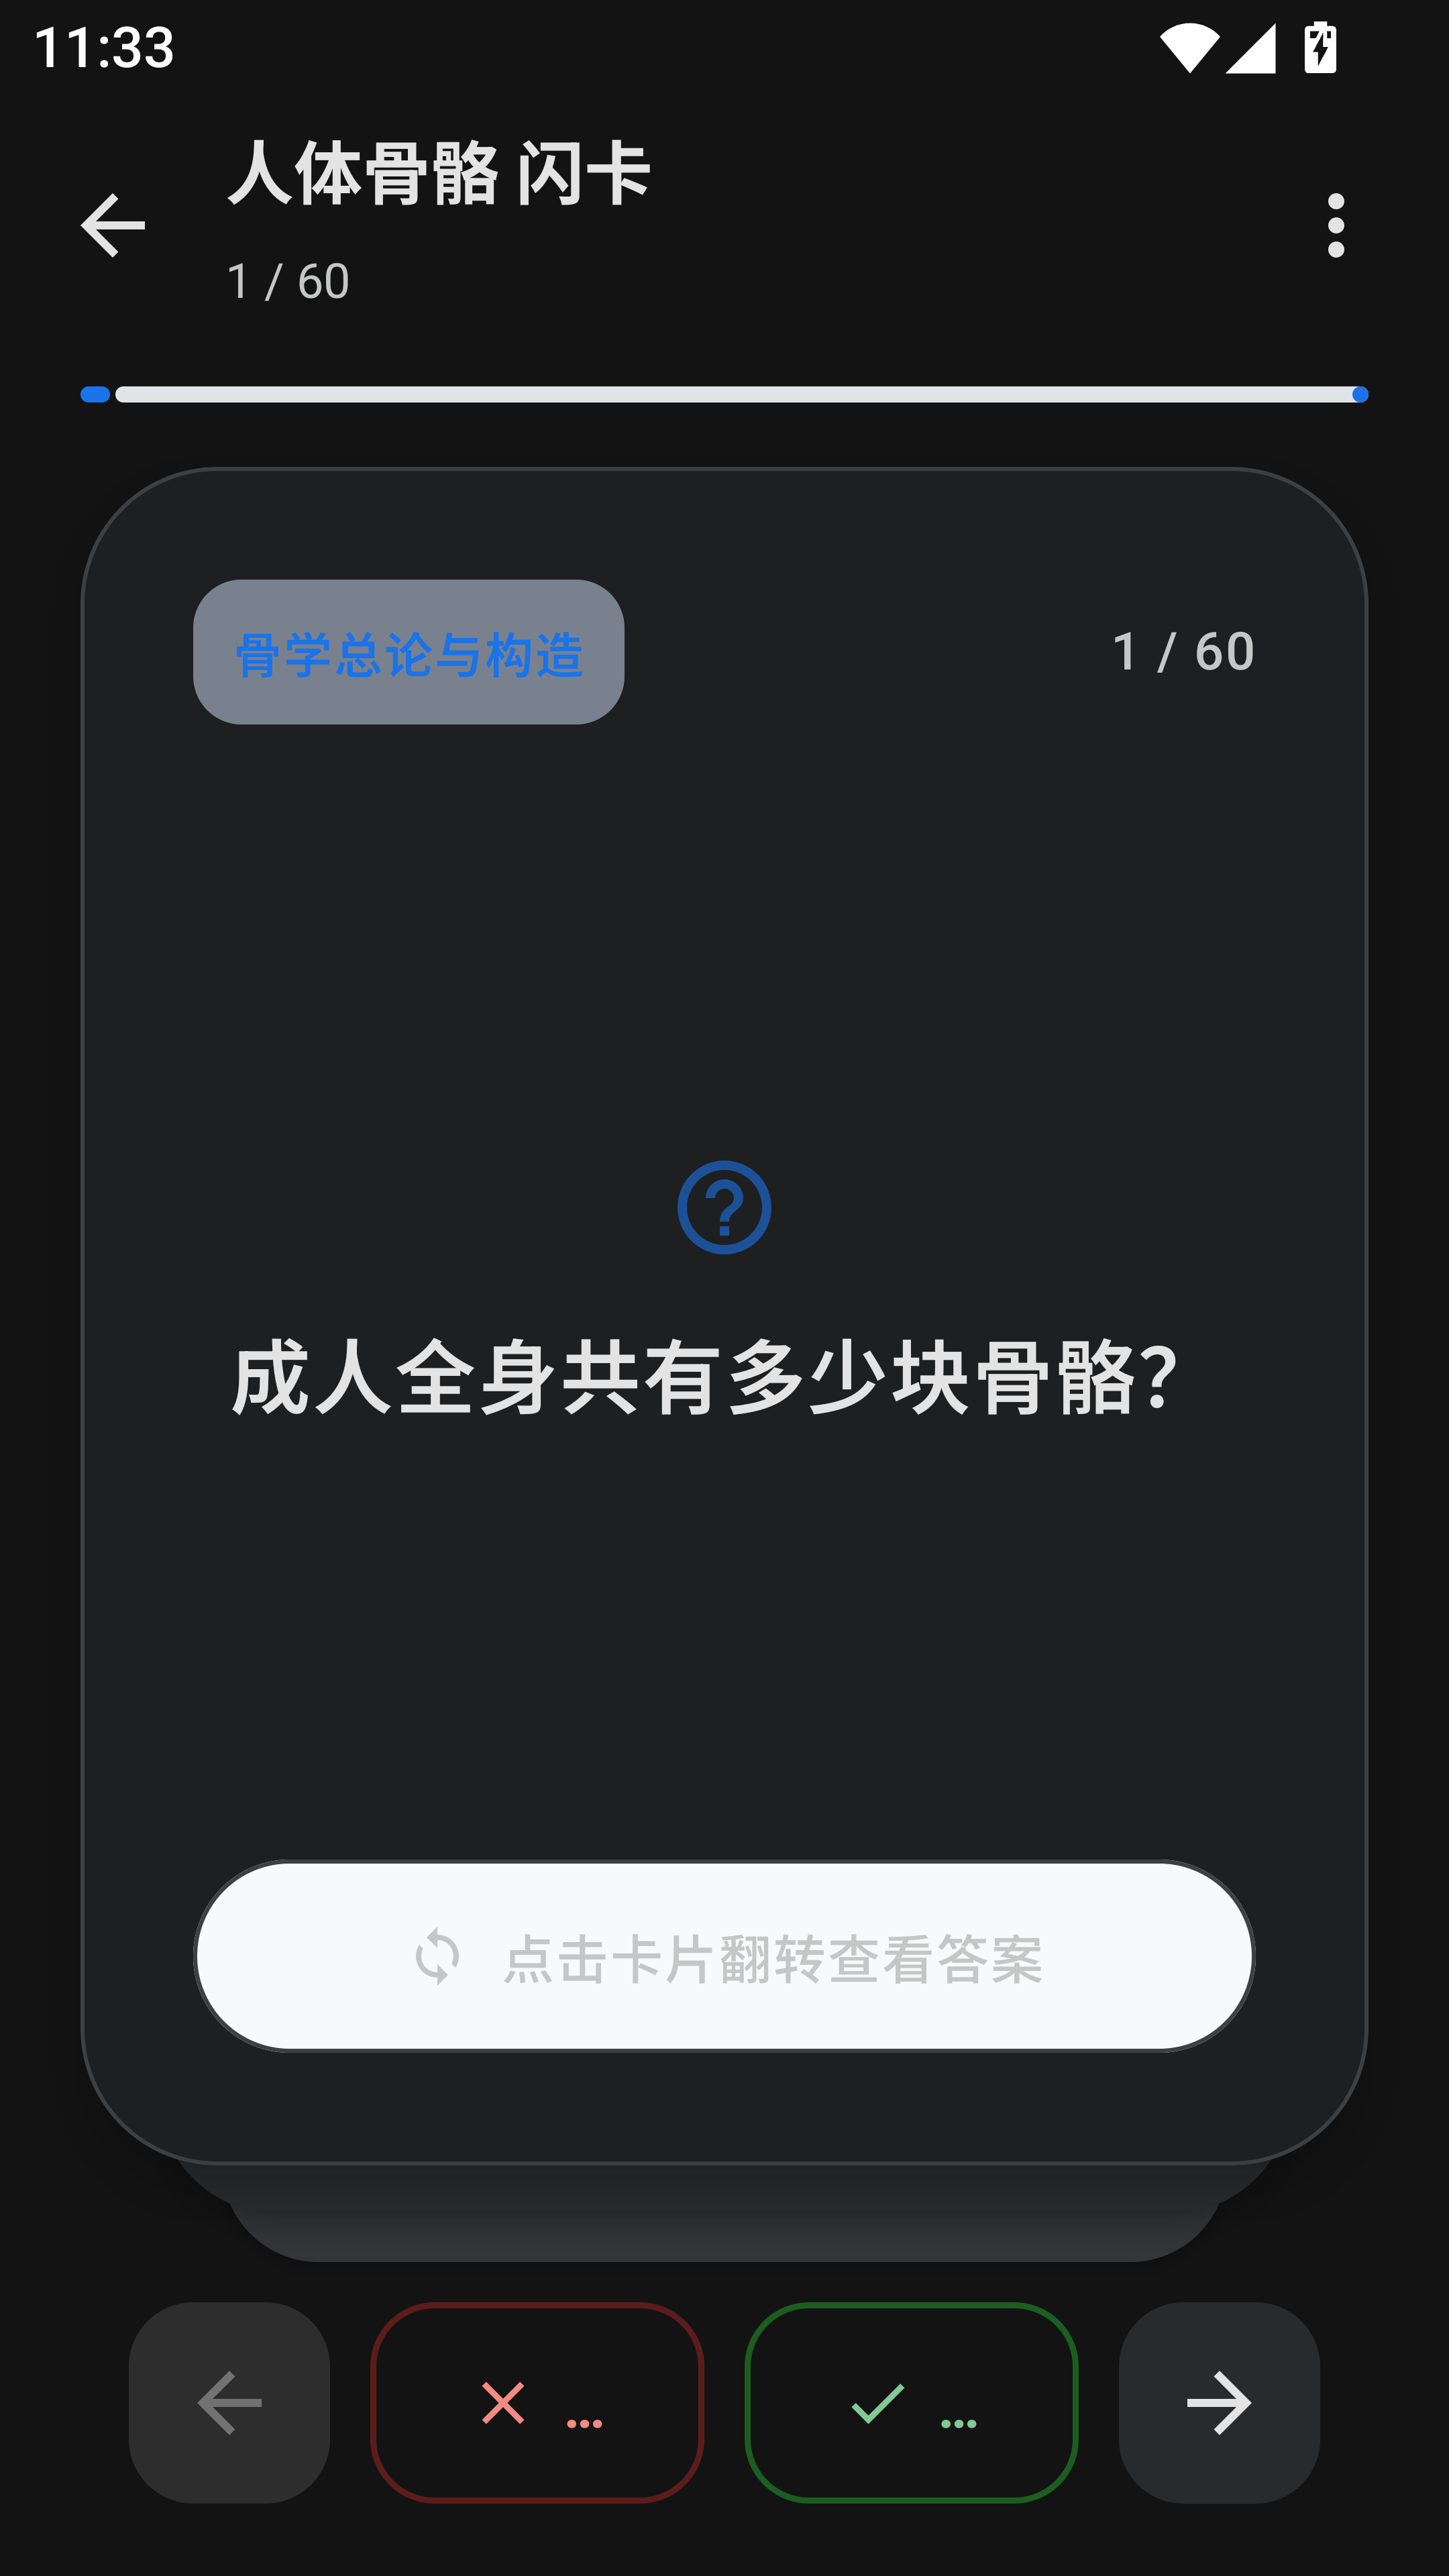 11:33
人体骨骼 闪卡
1 / 60
骨学总论与构造
1 / 60
成人全身共有多少块骨骼？
点击卡片翻转查看答案
...
...